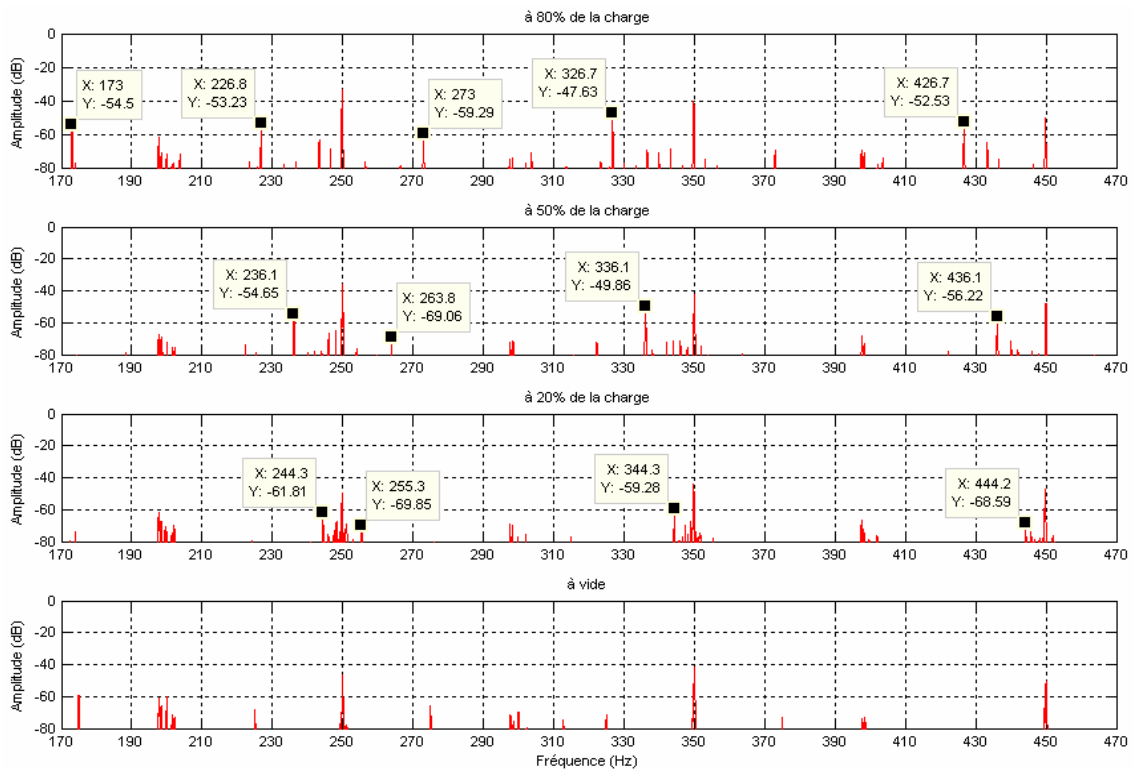 à 80% de la charge
Amplitude (dB)
0
-20
-40
-60
-80
X: 173
Y: -54.5
X: 226.8
Y: -53.23
X: 273
Y: -59.29
X: 326.7
Y: -47.63
X: 426.7
Y: -52.53
170 190 210 230 250 270 290 310 330 350 370 390 410 430 450 470
à 50% de la charge
Amplitude (dB)
0
-20
-40
-60
-80
X: 236.1
Y: -54.65
X: 263.8
Y: -69.06
X: 336.1
Y: -49.86
X: 436.1
Y: -56.22
170 190 210 230 250 270 290 310 330 350 370 390 410 430 450 470
à 20% de la charge
Amplitude (dB)
0
-20
-40
-60
-80
X: 244.3
Y: -61.81
X: 255.3
Y: -69.85
X: 344.3
Y: -59.28
X: 444.2
Y: -68.59
170 190 210 230 250 270 290 310 330 350 370 390 410 430 450 470
à vide
Amplitude (dB)
0
-20
-40
-60
-80
170 190 210 230 250 270 290 310 330 350 370 390 410 430 450 470
Fréquence (Hz)